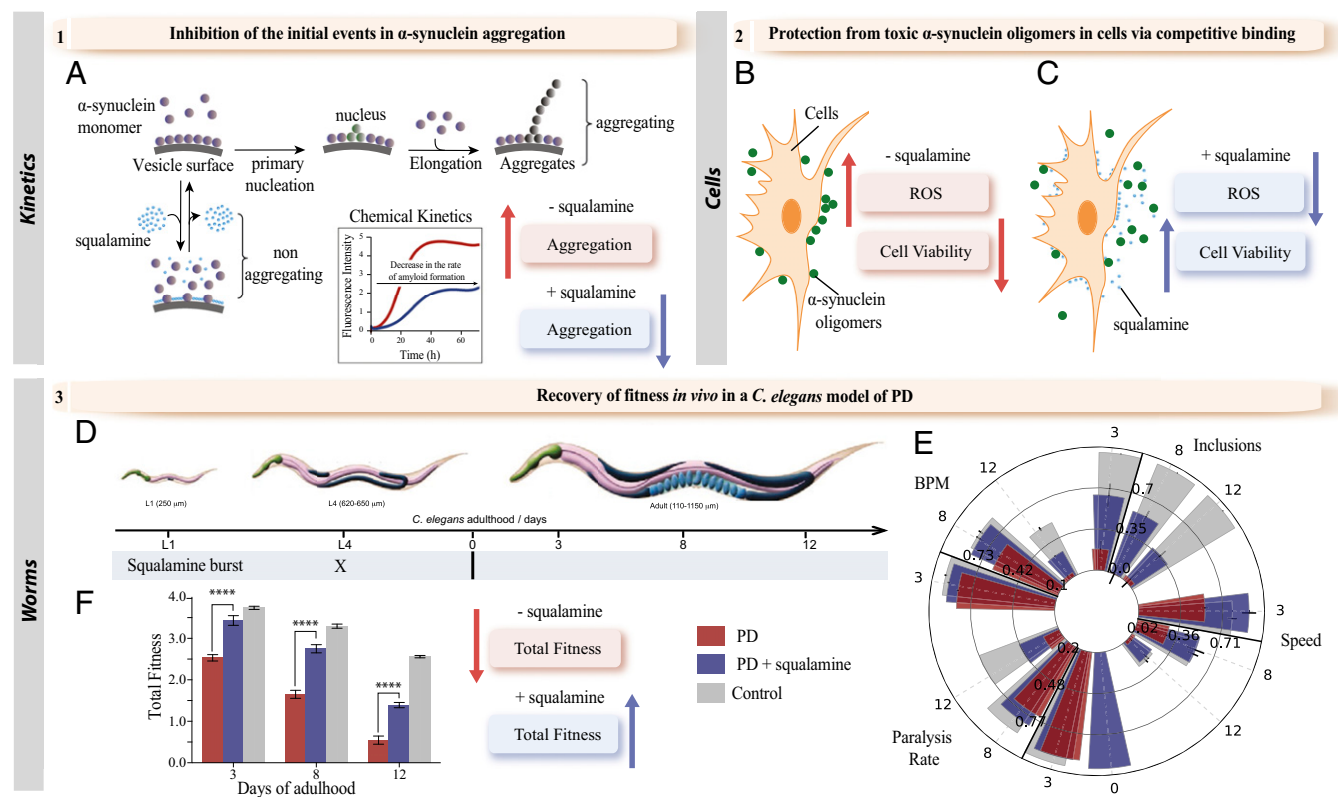 1
Inhibition of the initial events in α-synuclein aggregation
Kinetics
A
α-synuclein
monomer
Vesicle surface
primary
nucleation
nucleus
Elongation
Aggregates
aggregating
squalamine
non
aggregating
Chemical Kinetics
Fluorescence Intensity
5
4
3
2
1
0
Decrease in the rate
of amyloid formation
0 20 40 60
Time (h)
- squalamine
Aggregation
+ squalamine
Aggregation
2
Protection from toxic α-synuclein oligomers in cells via competitive binding
Cells
B
Cells
- squalamine
ROS
Cell Viability
α-synuclein
oligomers
C
+ squalamine
ROS
Cell Viability
squalamine
3
Recovery of fitness in vivo in a C. elegans model of PD
Worms
D
L1 (250 µm)
L4 (620-650 µm)
Adult (110-1150 µm)
C. elegans adulthood / days
L1 L4 0 3 8 12
Squalamine burst X
F
Total Fitness
4.0
3.0
2.0
1.0
0.0
****
****
****
3 8 12
Days of adulhood
- squalamine
Total Fitness
+ squalamine
Total Fitness
PD
PD + squalamine
Control
E
3
8
Inclusions
12
0.7
0.35
0.0
3
Speed
8
12
0.02
0.36
0.71
0
3
8
12
Paralysis
Rate
0.2
0.48
0.77
3
8
12
BPM
0.73
0.42
0.1